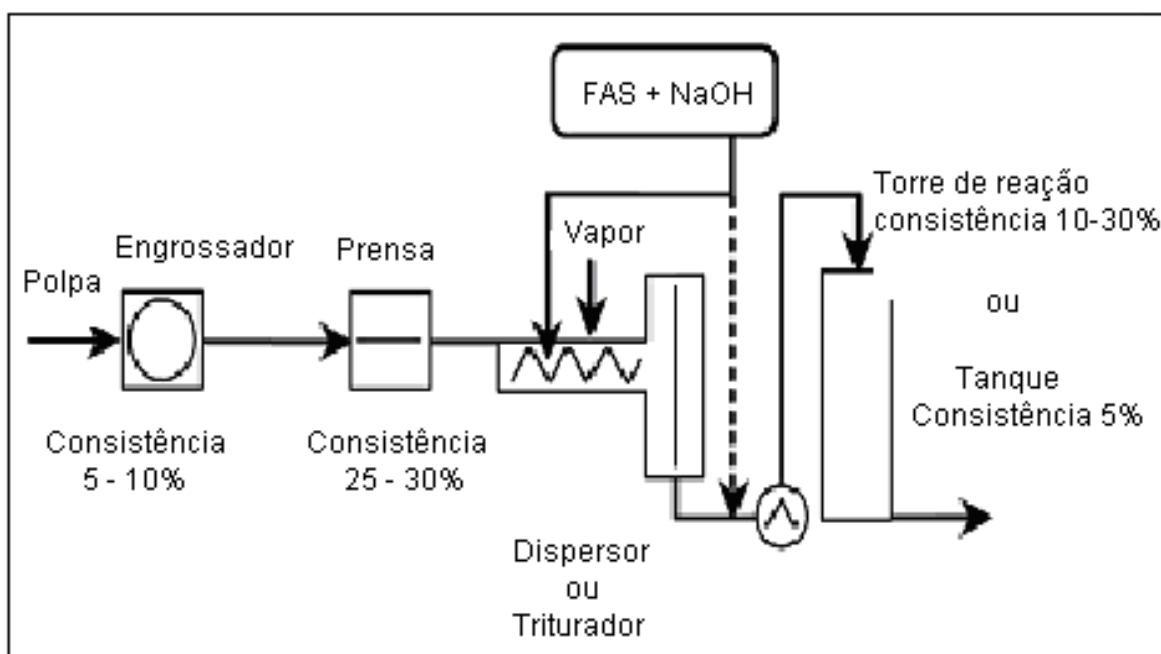 FAS + NaOH
Torre de reação
consistência 10-30%
ou
Tanque
Consistência 5%
Vapor
Engrossador
Prensa
Polpa
Consistência
5 - 10%
Consistência
25 - 30%
Dispersor
ou
Triturador